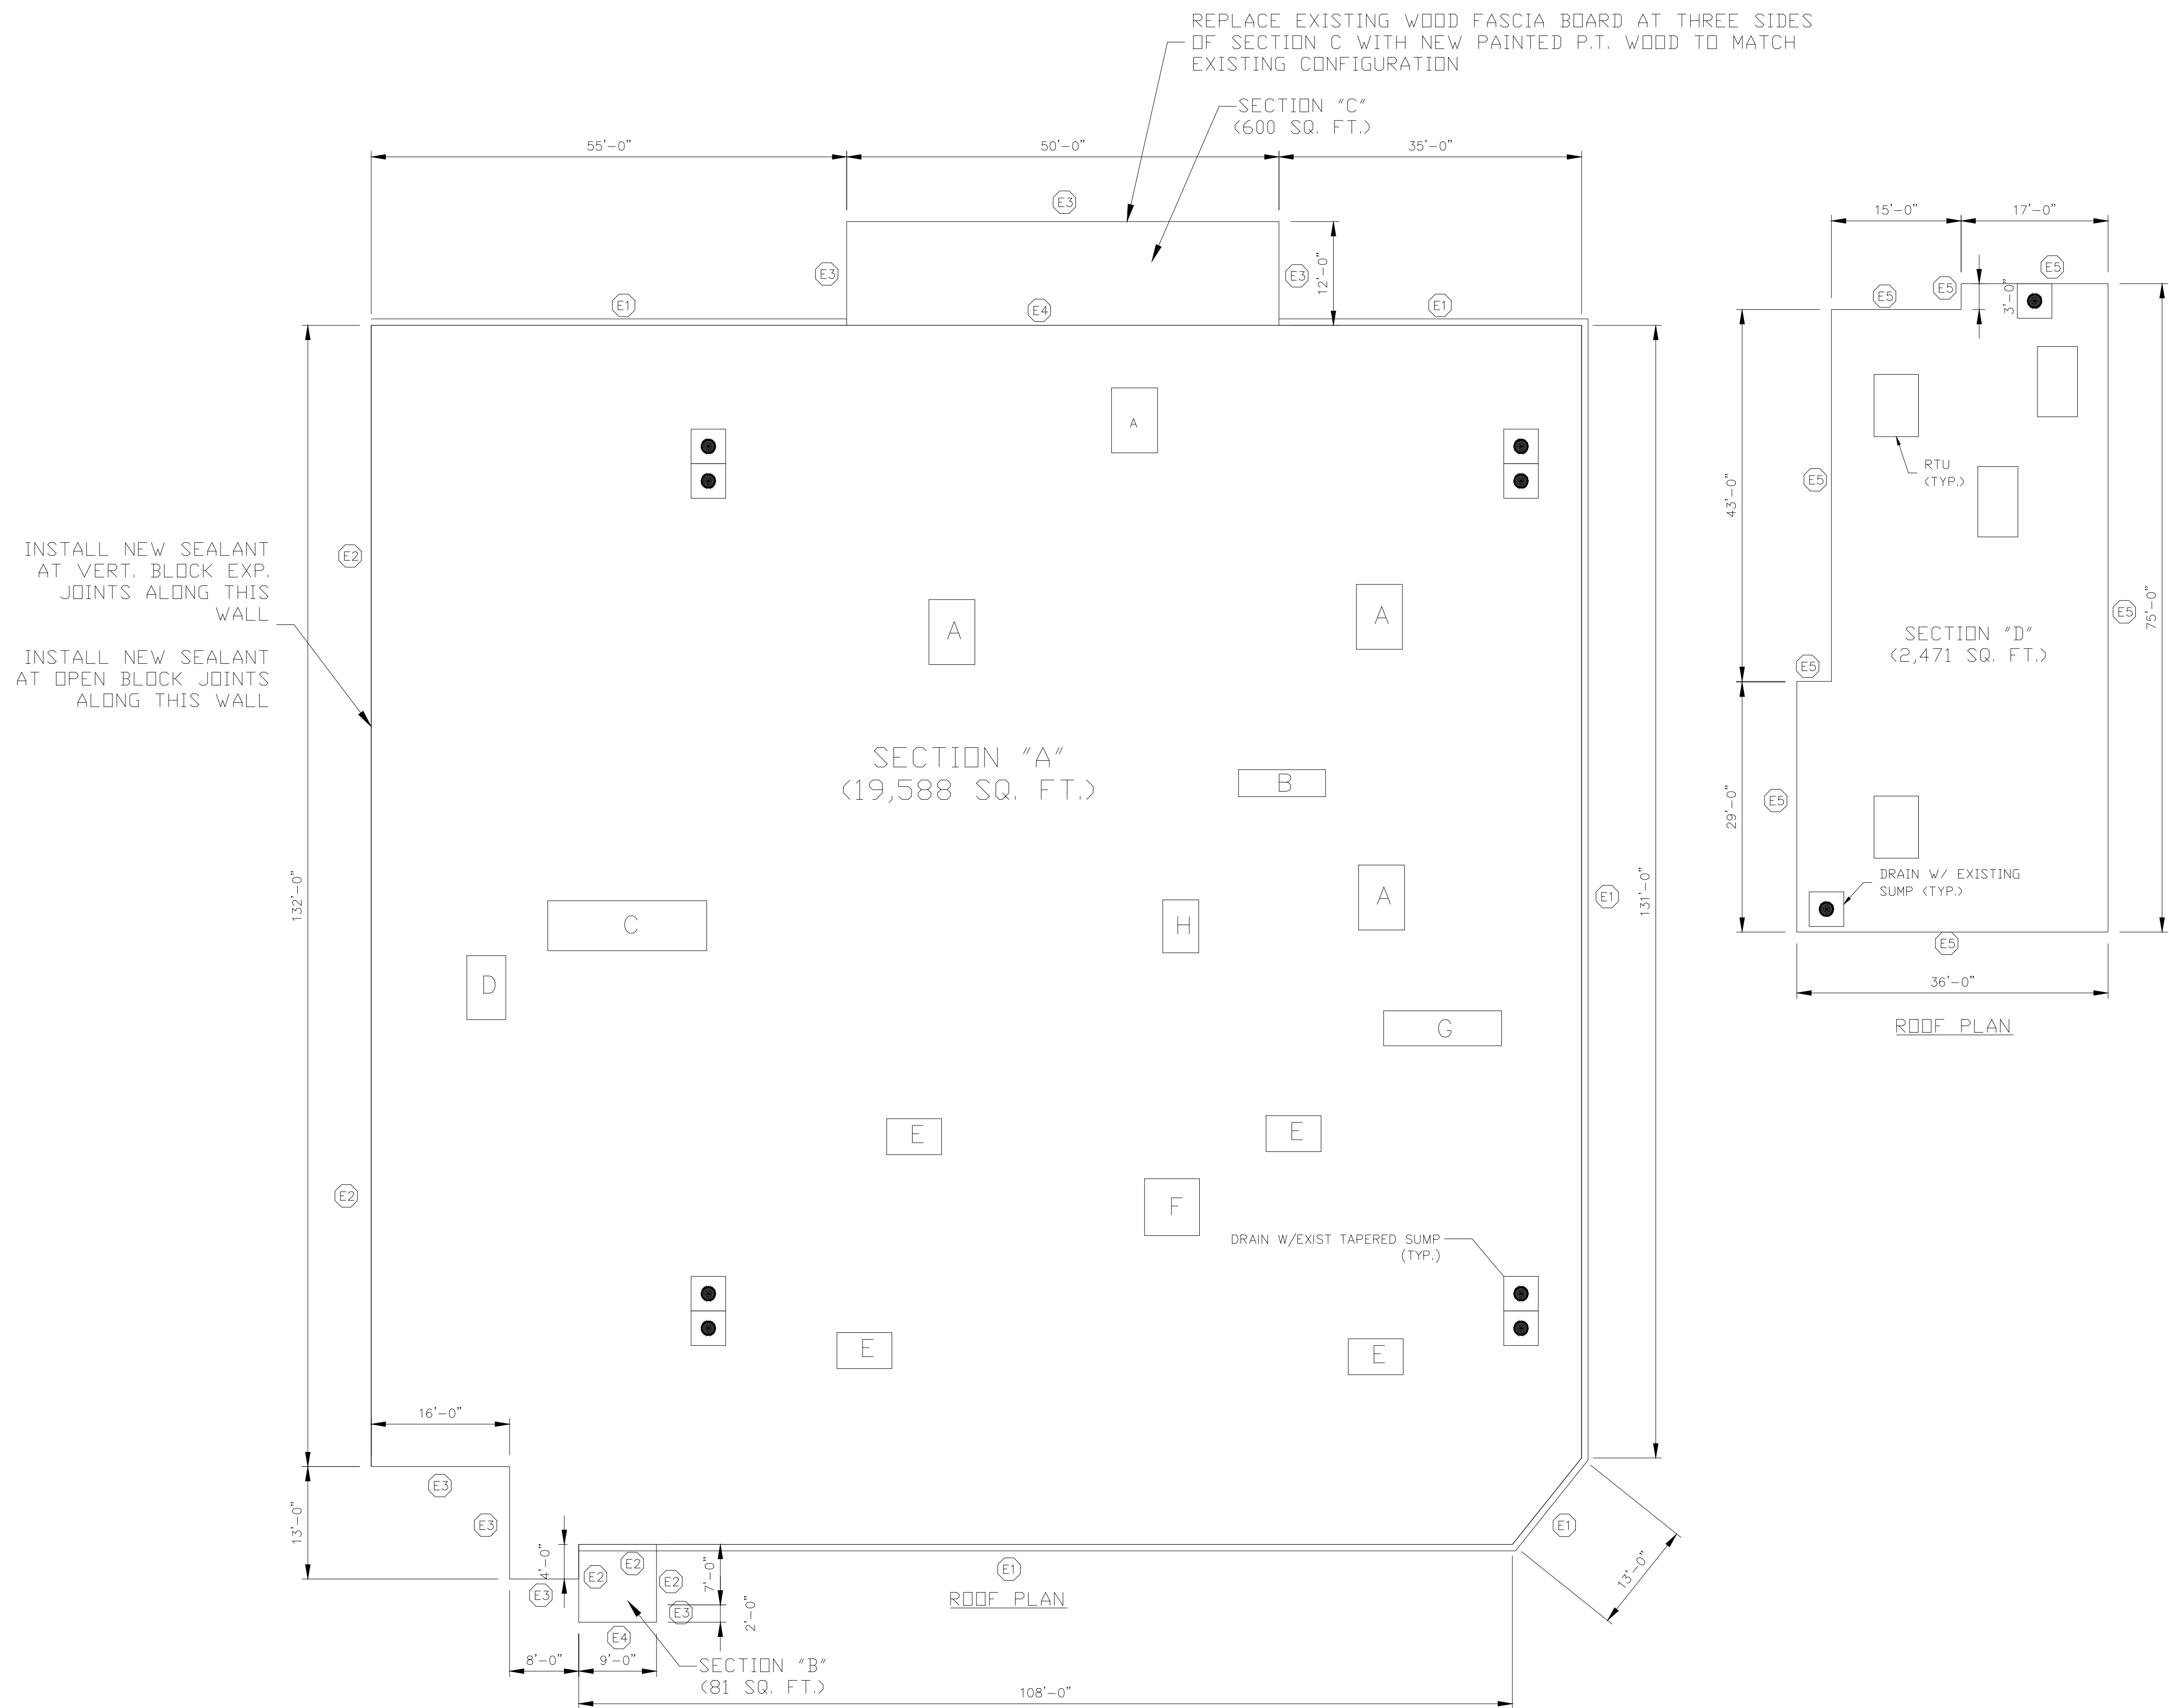 REPLACE EXISTING WOOD FASCIA BOARD AT THREE SIDES
OF SECTION C WITH NEW PAINTED P.T. WOOD TO MATCH
EXISTING CONFIGURATION
SECTION "C"
(600 SQ. FT.)
55'-0"
50'-0"
35'-0"
E3
E3
E3
12'-0"
E1
E4
E1
A
E2
INSTALL NEW SEALANT
AT VERT. BLOCK EXP.
JOINTS ALONG THIS
WALL
INSTALL NEW SEALANT
AT OPEN BLOCK JOINTS
ALONG THIS WALL
A
A
SECTION "A"
(19,588 SQ. FT.)
B
132'-0"
C
H
A
E1
131'-0"
D
G
E
E
E2
F
DRAIN W/EXIST TAPERED SUMP
(TYP.)
E
E
16'-0"
E3
13'-0"
E3
4'-0"
E2
E2
E2
7'-0"
E3
2'-0"
E3
E4
E1
ROOF PLAN
E1
13'-0"
8'-0"
9'-0"
SECTION "B"
(81 SQ. FT.)
108'-0"
15'-0"
17'-0"
E5
E5
E5
3'-0"
RTU
(TYP.)
43'-0"
E5
E5
75'-0"
SECTION "D"
(2,471 SQ. FT.)
E5
29'-0"
E5
DRAIN W/ EXISTING
SUMP (TYP.)
E5
36'-0"
ROOF PLAN